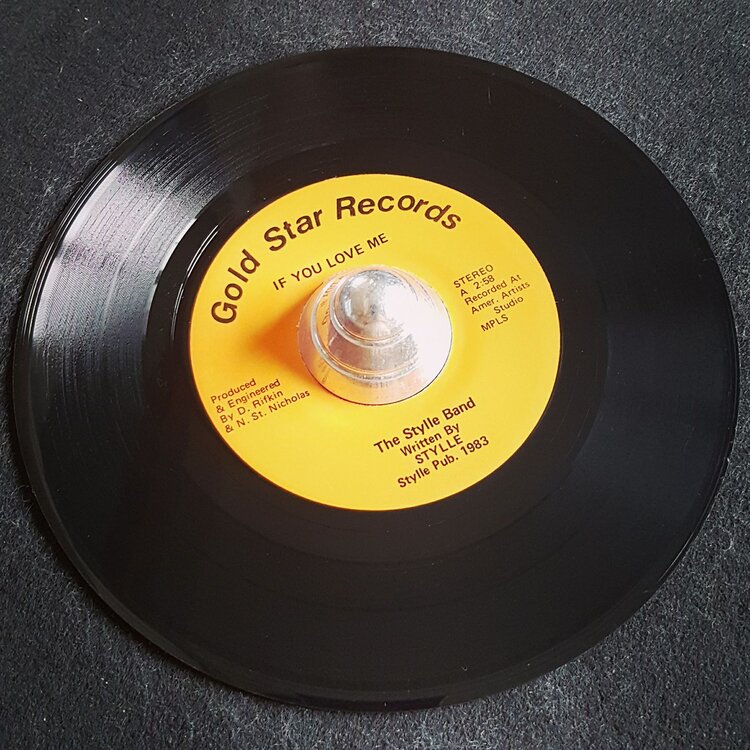 Gold Star Records
IF YOU LOVE ME
STEREO
A 2:58
Recorded At
Amer. Artists
Studio
MPLS
Produced
& Engineered
By D. Rifkin
& N. St. Nicholas
The Stylle Band
Written By
STYLLE
Stylle Pub. 1983